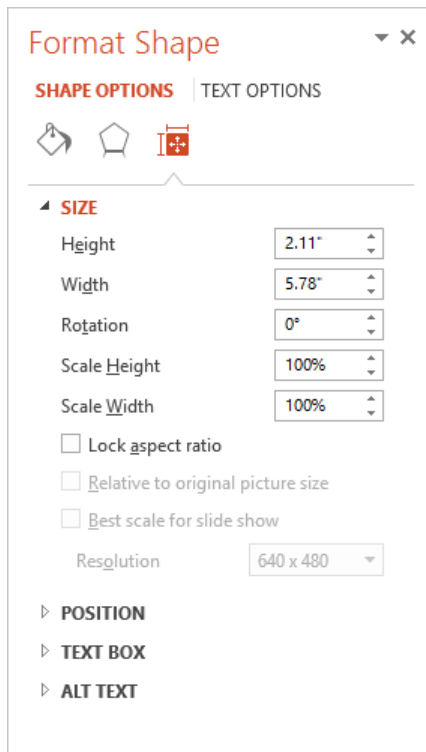 Format Shape
SHAPE OPTIONS TEXT OPTIONS
SIZE
Height 2.11"
Width 5.78"
Rotation 0°
Scale Height 100%
Scale Width 100%
Lock aspect ratio
Relative to original picture size
Best scale for slide show
Resolution 640 x 480
POSITION
TEXT BOX
ALT TEXT